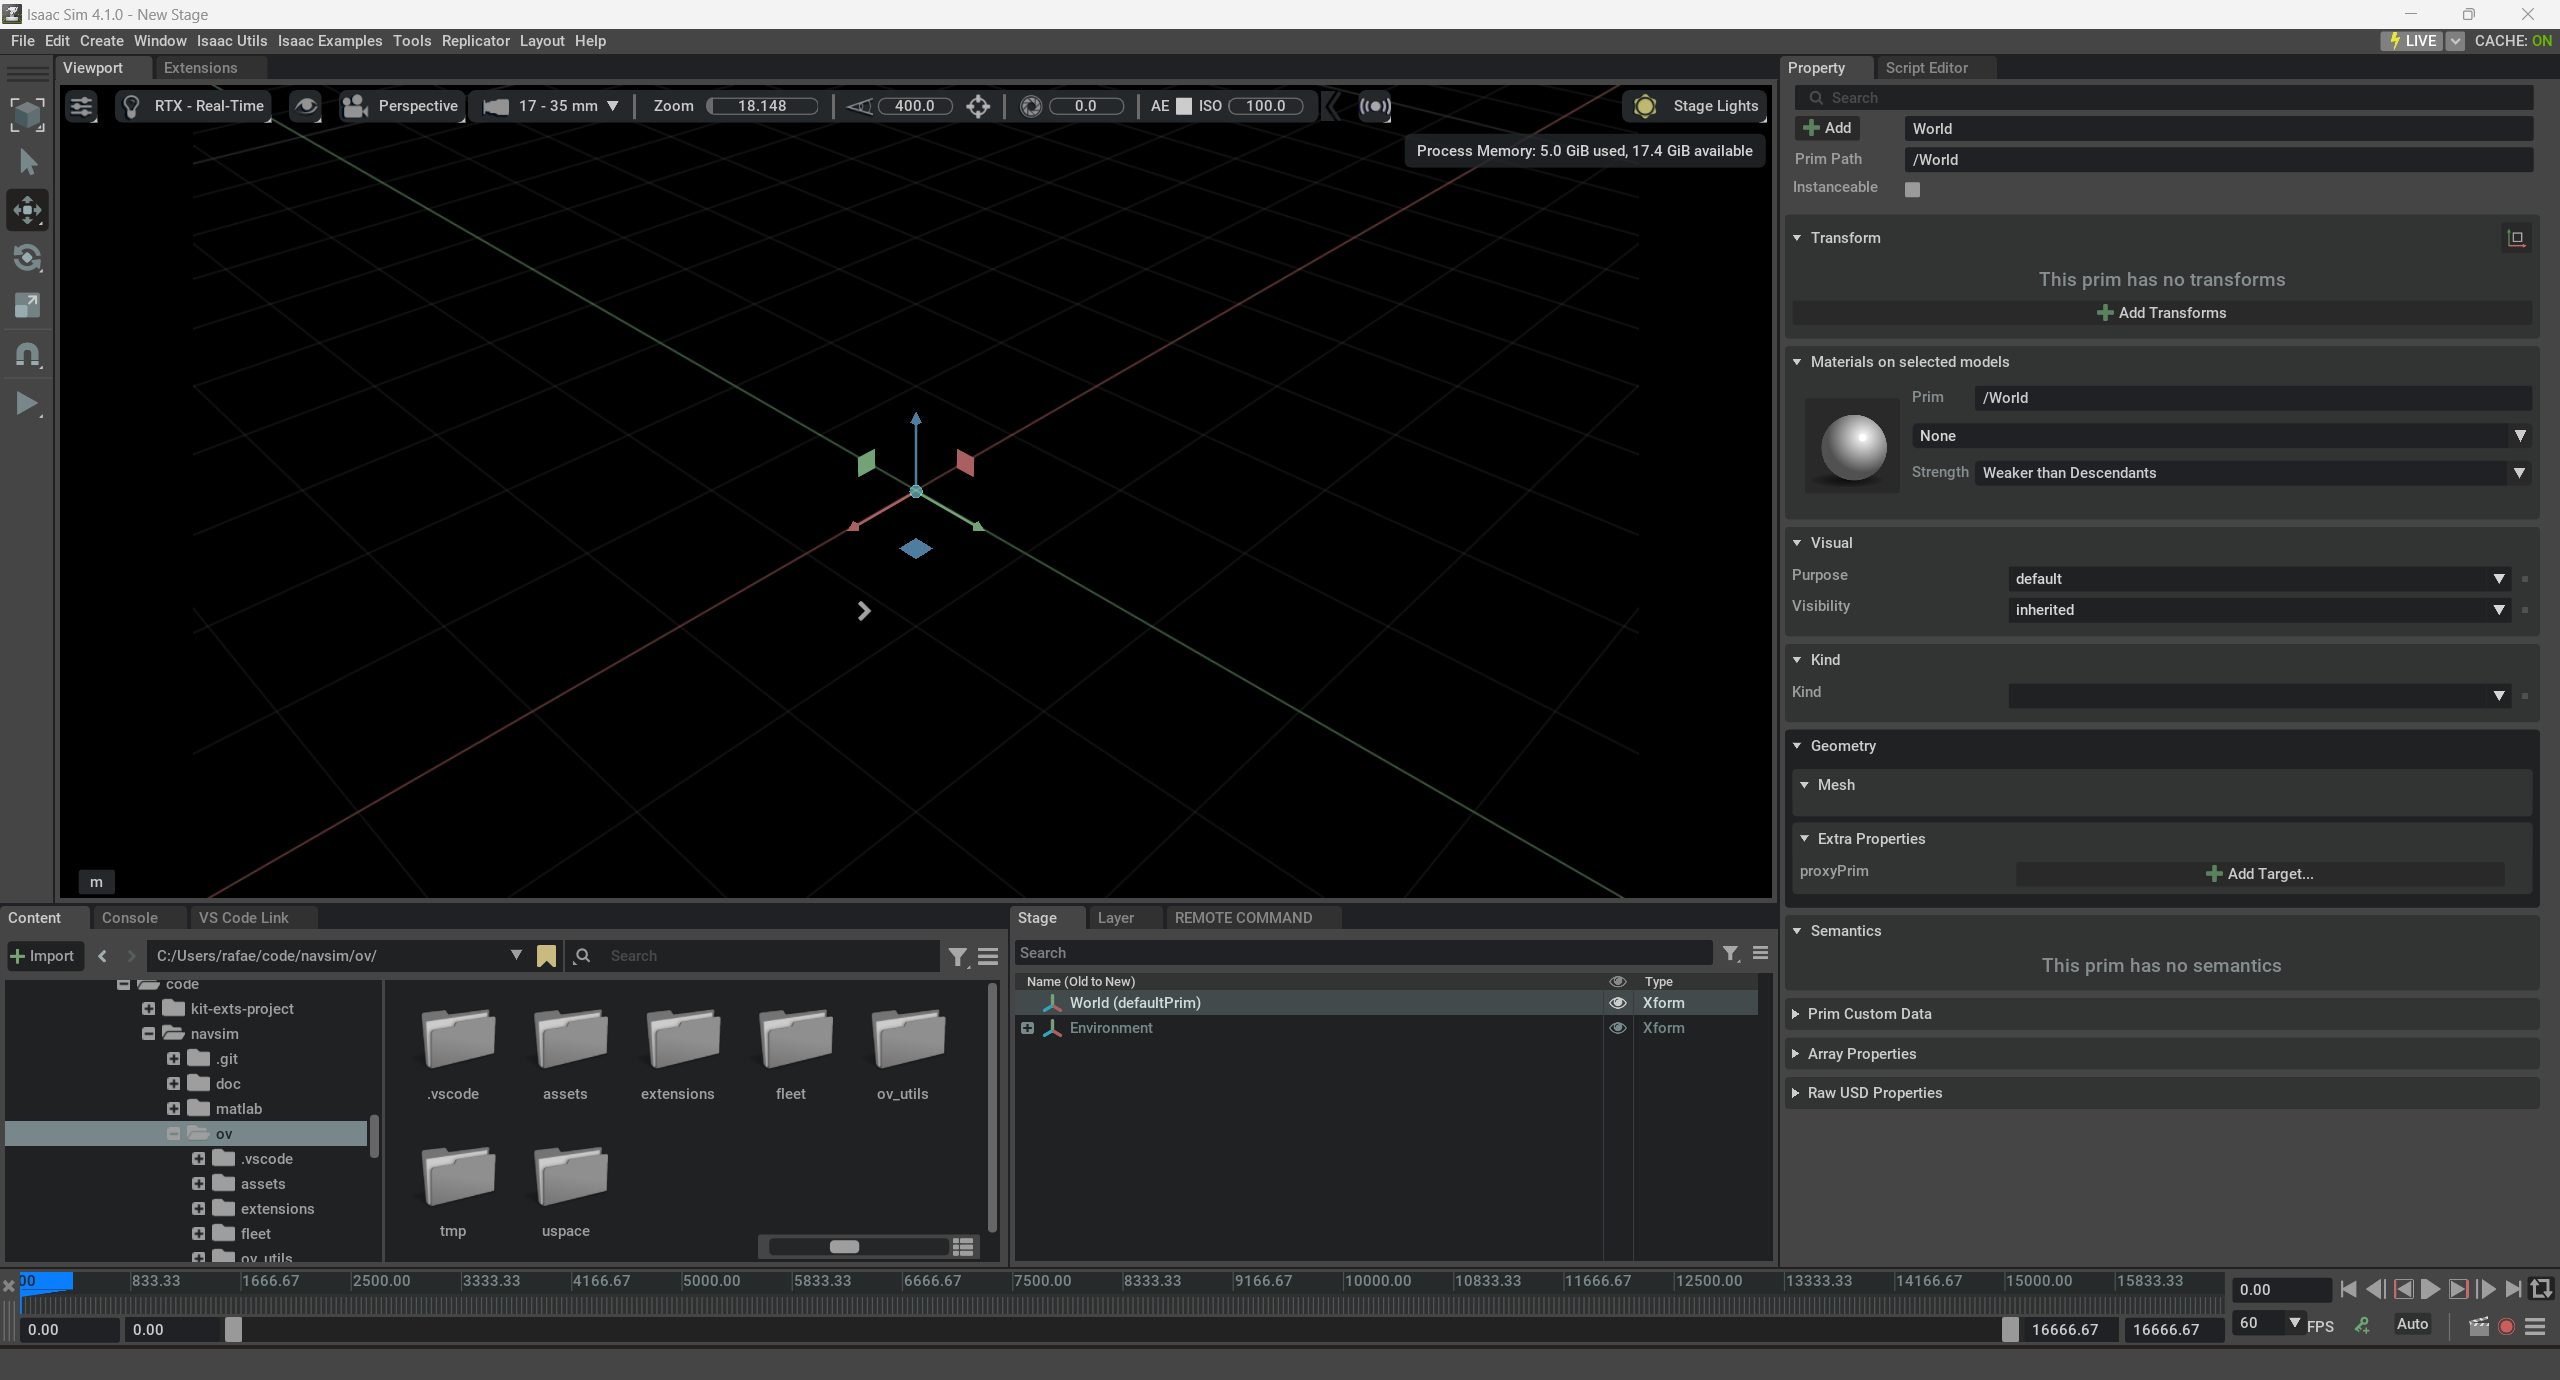 Isaac Sim 4.1.0 - New Stage
File Edit Create Window Isaac Utils Isaac Examples Tools Replicator Layout Help
LIVE CACHE: ON
Viewport Extensions
RTX - Real-Time Perspective 17 - 35 mm Zoom 18.148 400.0 0.0 AE ISO 100.0 Stage Lights
Process Memory: 5.0 GiB used, 17.4 GiB available
m
Property Script Editor
Search
Add World
Prim Path /World
Instanceable
Transform
This prim has no transforms
Add Transforms
Materials on selected models
Prim /World
None
Strength Weaker than Descendants
Visual
Purpose default
Visibility inherited
Kind
Kind
Geometry
Mesh
Extra Properties
proxyPrim Add Target...
Semantics
This prim has no semantics
Prim Custom Data
Array Properties
Raw USD Properties
Content Console VS Code Link
Import C:/Users/rafae/code/navsim/ov/ Search
code
kit-exts-project
navsim
.git
doc
matlab
ov
.vscode
assets
extensions
fleet
ov_utils
.vscode assets extensions fleet ov_utils
tmp uspace
Stage Layer REMOTE COMMAND
Search
Name (Old to New) Type
World (defaultPrim) Xform
Environment Xform
00 833.33 1666.67 2500.00 3333.33 4166.67 5000.00 5833.33 6666.67 7500.00 8333.33 9166.67 10000.00 10833.33 11666.67 12500.00 13333.33 14166.67 15000.00 15833.33
0.00
0.00 0.00 16666.67 16666.67
60 FPS Auto